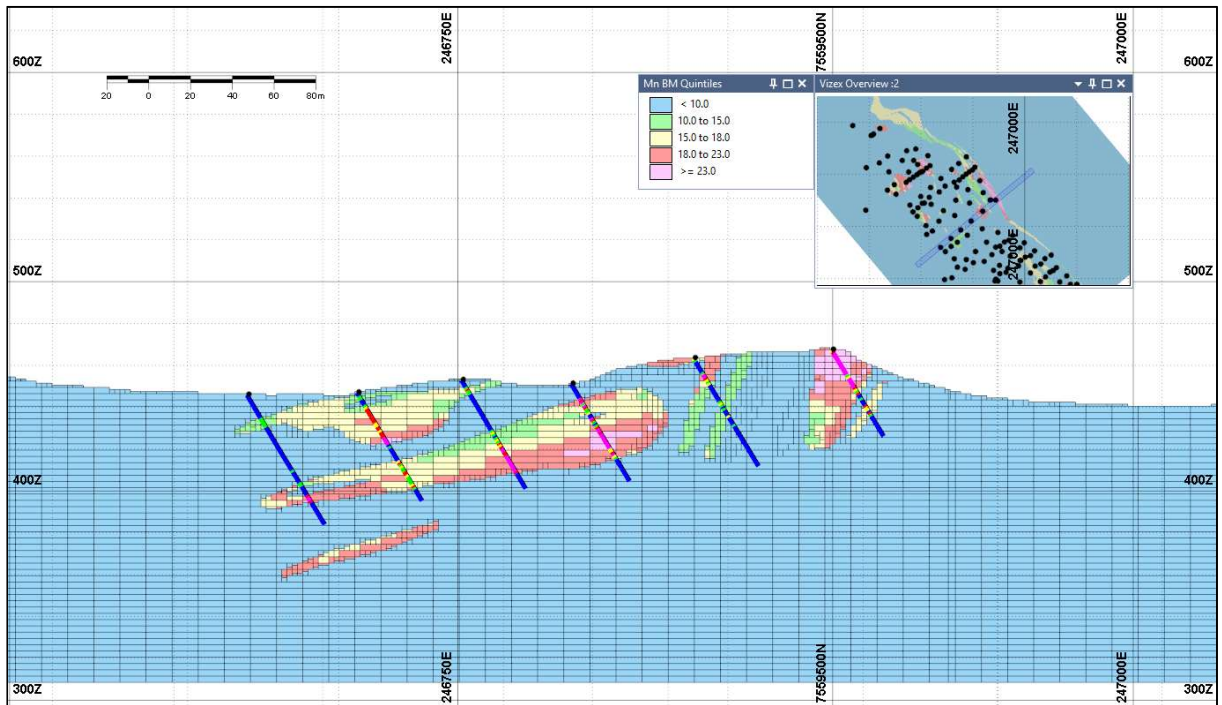 246750E
7559500N
247000E
600Z
600Z
20 0 20 40 60 80m
Mn BM Quintiles
< 10.0
10.0 to 15.0
15.0 to 18.0
18.0 to 23.0
>= 23.0
Vizex Overview :2
247000E
247000E
500Z
500Z
400Z
400Z
300Z
300Z
246750E
7559500N
247000E